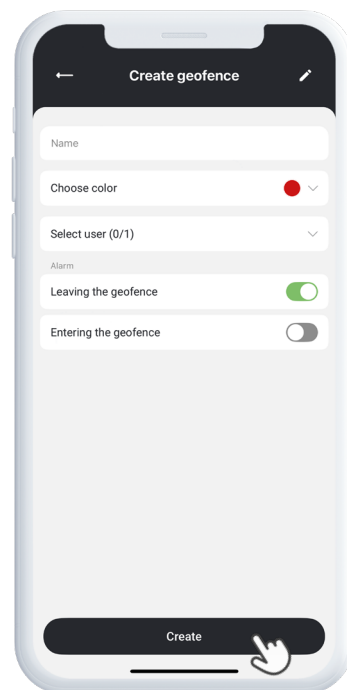 Create geofence
Name
Choose color
Select user (0/1)
Alarm
Leaving the geofence
Entering the geofence
Create